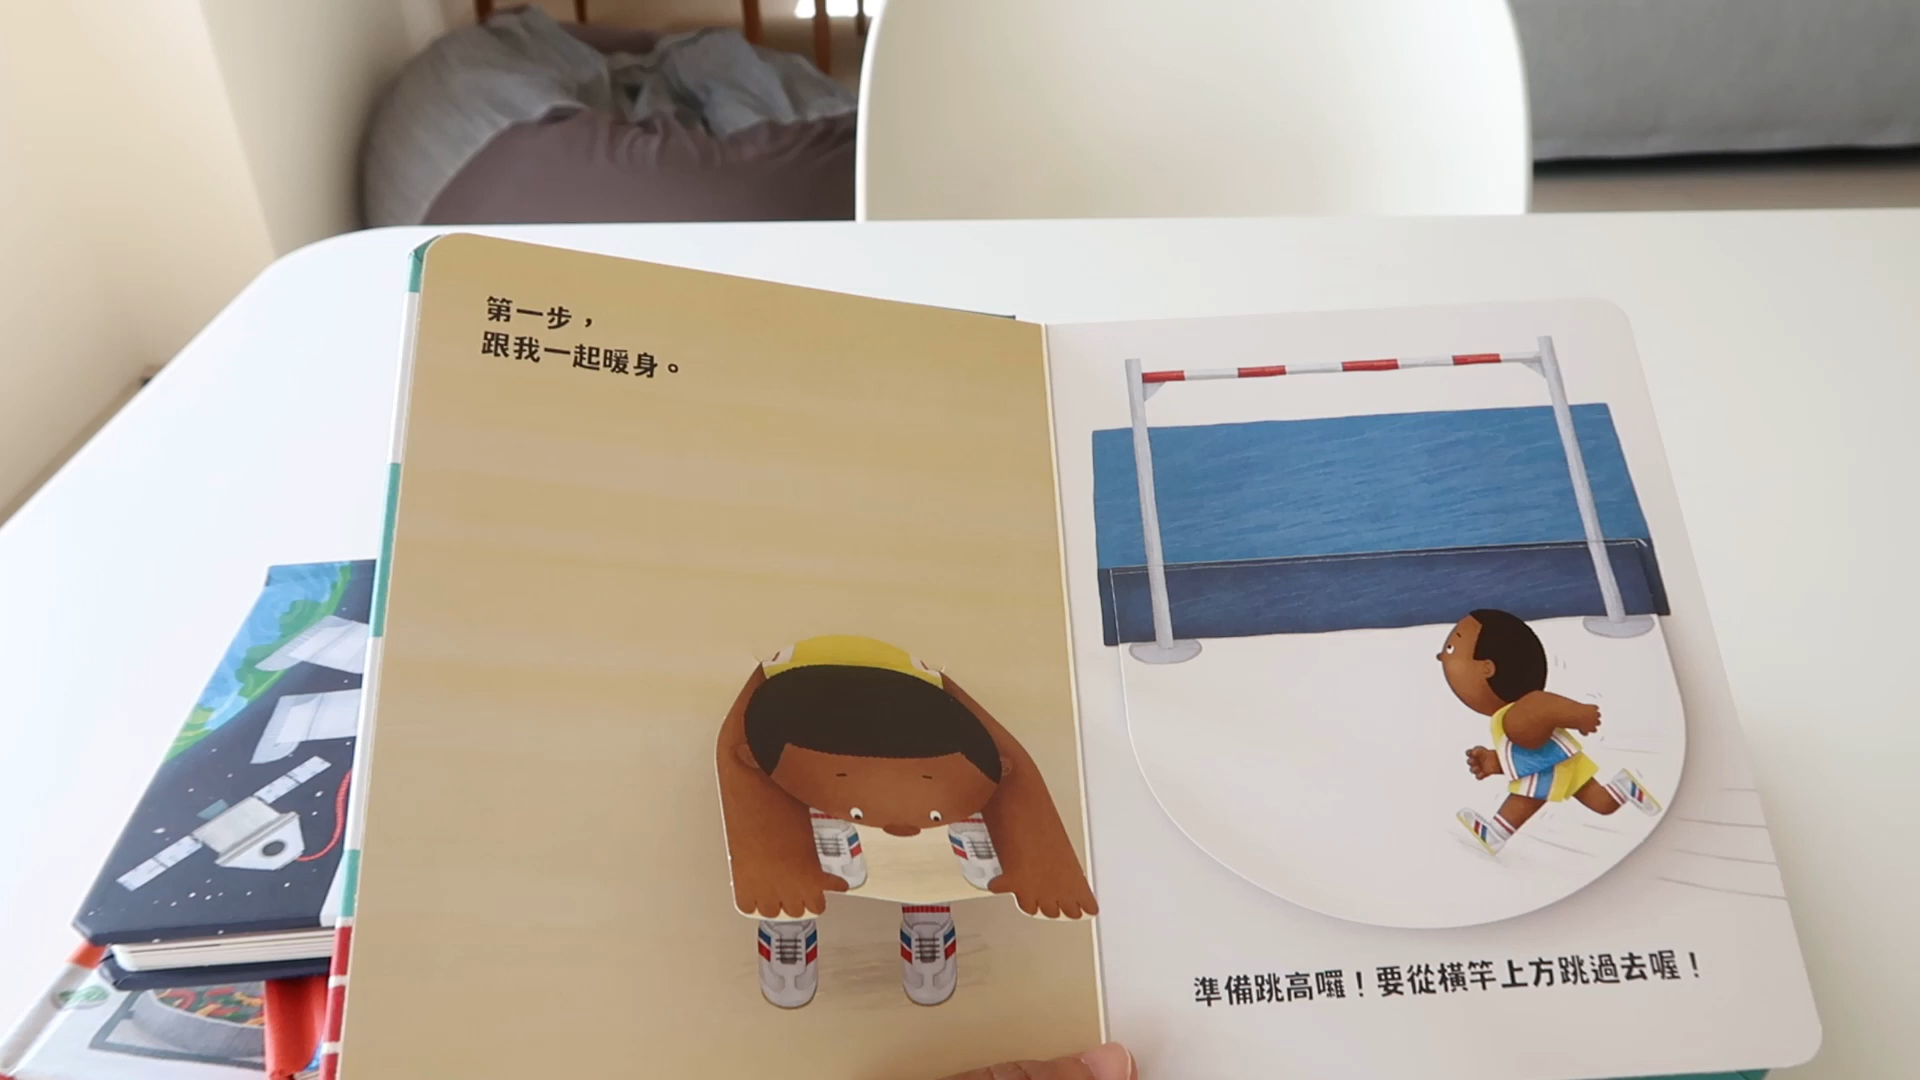 第一步，
跟我一起暖身。
準備跳高囉！要從橫竿上方跳過去喔！